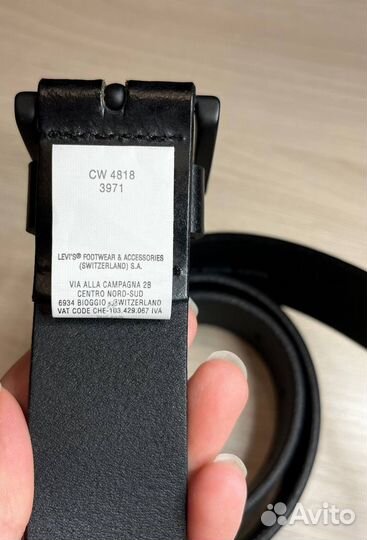 CW 4818
3971
LEVI'S® FOOTWEAR & ACCESSORIES
(SWITZERLAND) S.A.
VIA ALLA CAMPAGNA 2B
CENTRO NORD-SUD
6934 BIOGGIO - SWITZERLAND
VAT CODE CHE-103.429.067 IVA
Avito